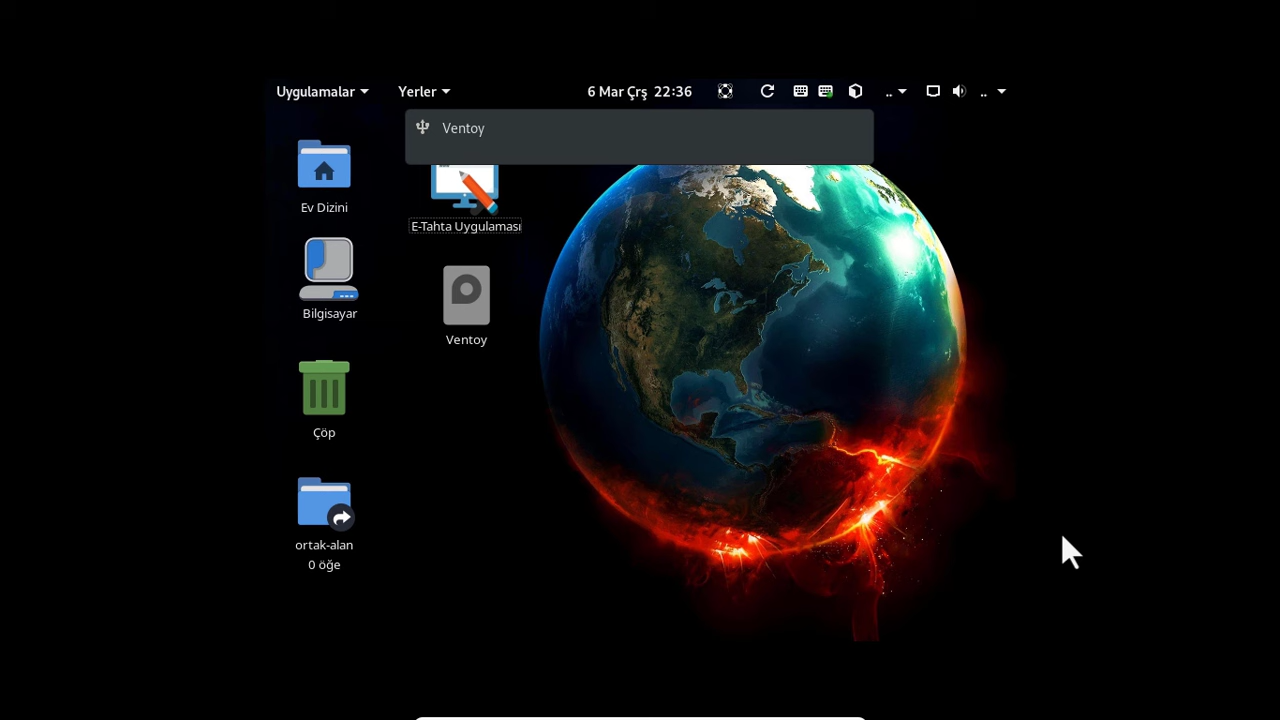 Uygulamalar
Yerler
6 Mar Çrş 22:36
..
..
Ventoy
Ev Dizini
E-Tahta Uygulaması
Bilgisayar
Ventoy
Çöp
ortak-alan
0 öğe